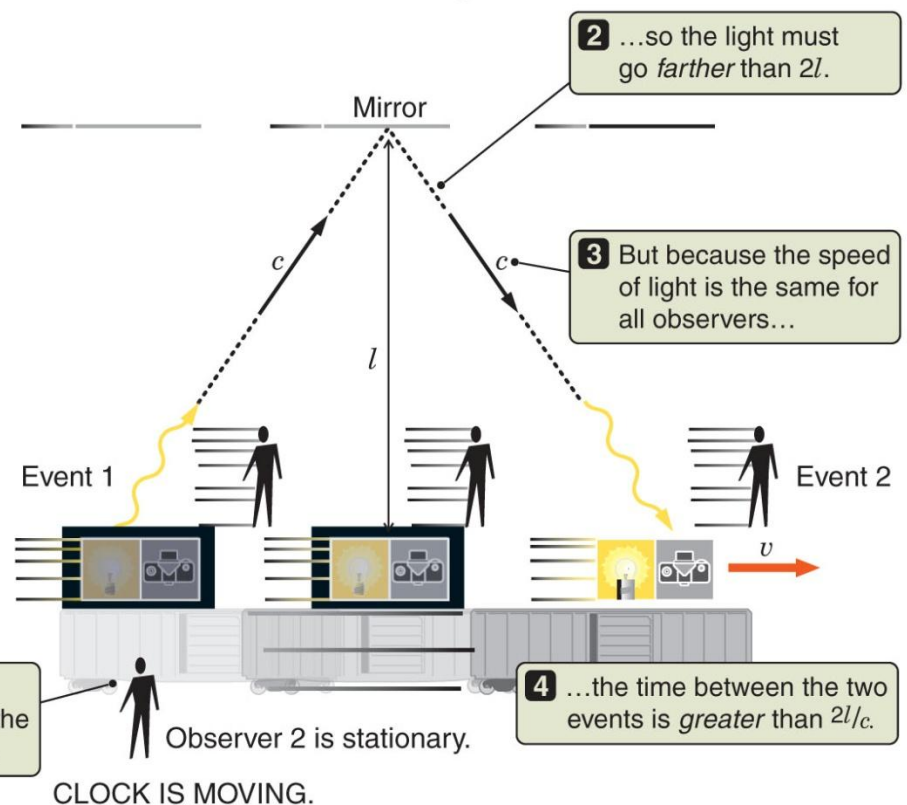 2 …so the light must
go farther than 2l.
Mirror
c
c
3 But because the speed
of light is the same for
all observers…
l
Event 1
Event 2
v
he
4 …the time between the two
events is greater than 2l/c.
Observer 2 is stationary.
CLOCK IS MOVING.